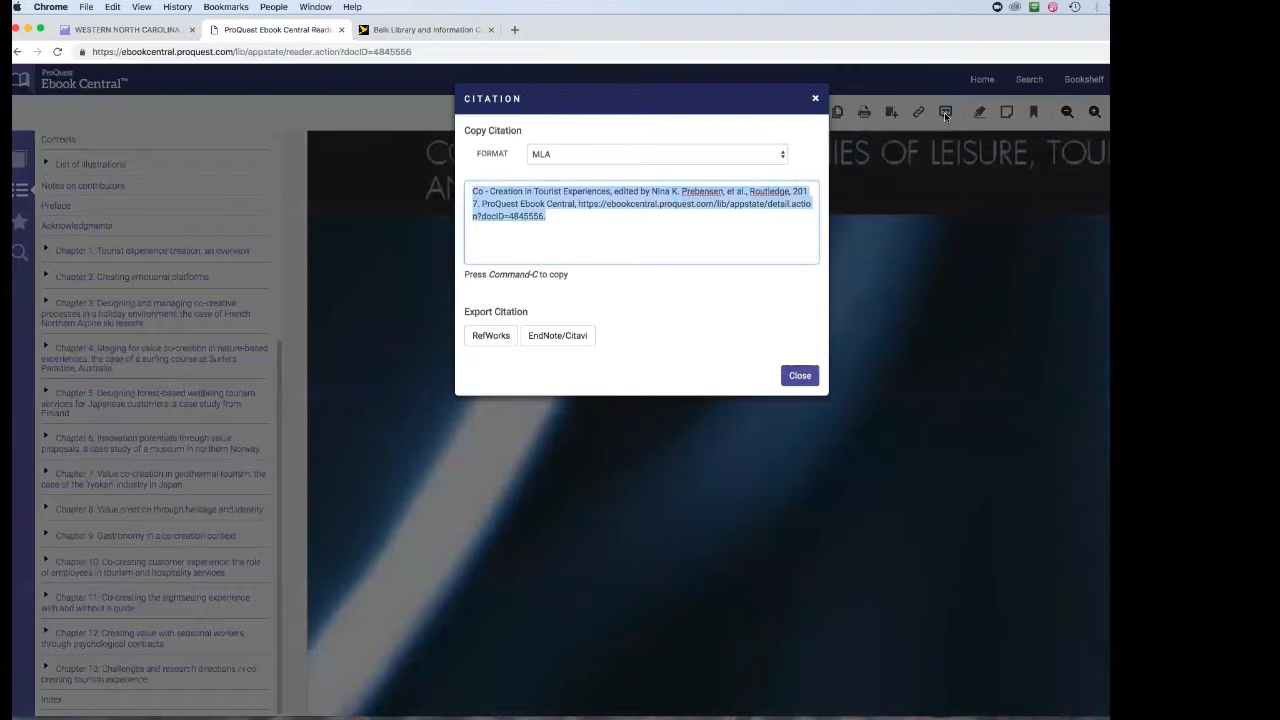 Chrome File Edit View History Bookmarks People Window Help
WESTERN NORTH CAROLINA
ProQuest Ebook Central Reade
Belk Library and Information C
https://ebookcentral.proquest.com/lib/appstate/reader.action?docID=4845556
ProQuest
Ebook Central™
Home Search Bookshelf
CITATION
Copy Citation
FORMAT MLA
Co - Creation in Tourist Experiences, edited by Nina K. Prebensen, et al., Routledge, 201
7. ProQuest Ebook Central, https://ebookcentral.proquest.com/lib/appstate/detail.actio
n?docID=4845556.
Press Command-C to copy
Export Citation
RefWorks EndNote/Citavi
Close
Contents
List of illustrations
Notes on contributors
Preface
Chapter 1: Tourist experience creation: an overview
Chapter 2: Creating emotional platforms
Chapter 3: Designing and managing co-creative
processes in a holiday environment: the case of French
Northern Alpine ski resorts
Chapter 4: Staging for value co-creation in nature-based
experiences: the case of a surfing course at Surfers
Paradise, Australia
Chapter 5: Designing forest-based wellbeing tourism
services for Japanese customers: a case study from
Finland
Chapter 6: Innovation potentials through value
proposals: a case study of a museum in northern Norway
Chapter 7: Value co-creation in geothermal tourism: the
case of the 'ryokan' industry in Japan
Chapter 8: Value creation through heritage and identity
Chapter 9: Gastronomy in a co-creation context
Chapter 10: Co-creating customer experience: the role
of employees in tourism and hospitality services
Chapter 11: Co-creating the sightseeing experience
with and without a guide
Chapter 12: Creating value with seasonal workers
through psychological contracts
Chapter 13: Challenges and research directions in co-
creating tourism experience
Index
OF LEISURE, TOU